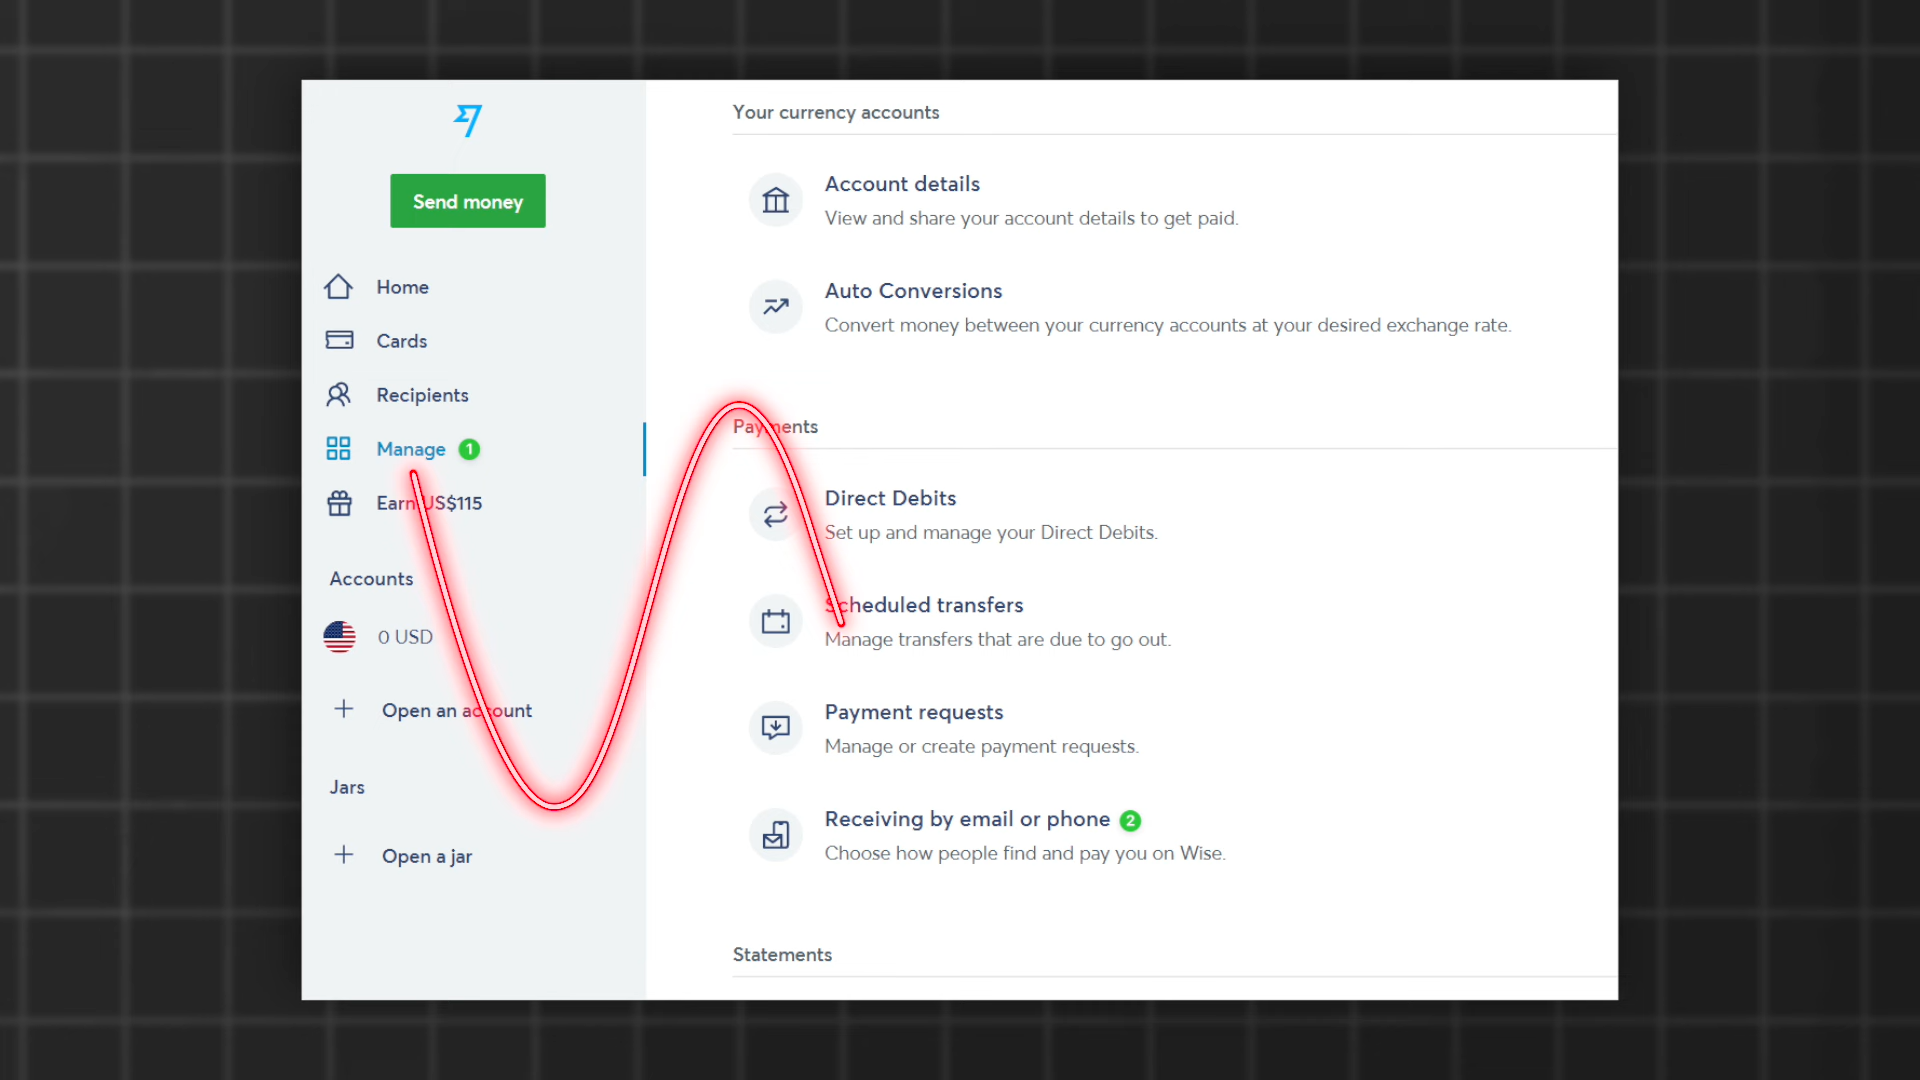 Send money
Home
Cards
Recipients
Manage 1
Earn US$115
Accounts
0 USD
Open an account
Jars
Open a jar
Your currency accounts
Account details
View and share your account details to get paid.
Auto Conversions
Convert money between your currency accounts at your desired exchange rate.
Payments
Direct Debits
Set up and manage your Direct Debits.
Scheduled transfers
Manage transfers that are due to go out.
Payment requests
Manage or create payment requests.
Receiving by email or phone 2
Choose how people find and pay you on Wise.
Statements